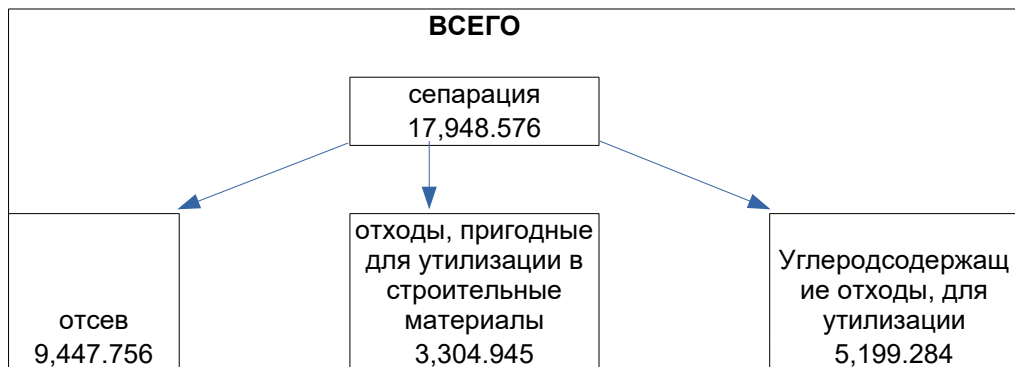 ВСЕГО
сепарация
17,948.576
отсев
9,447.756
отходы, пригодные
для утилизации в
строительные
материалы
3,304.945
Углеродсодержащ
ие отходы, для
утилизации
5,199.284